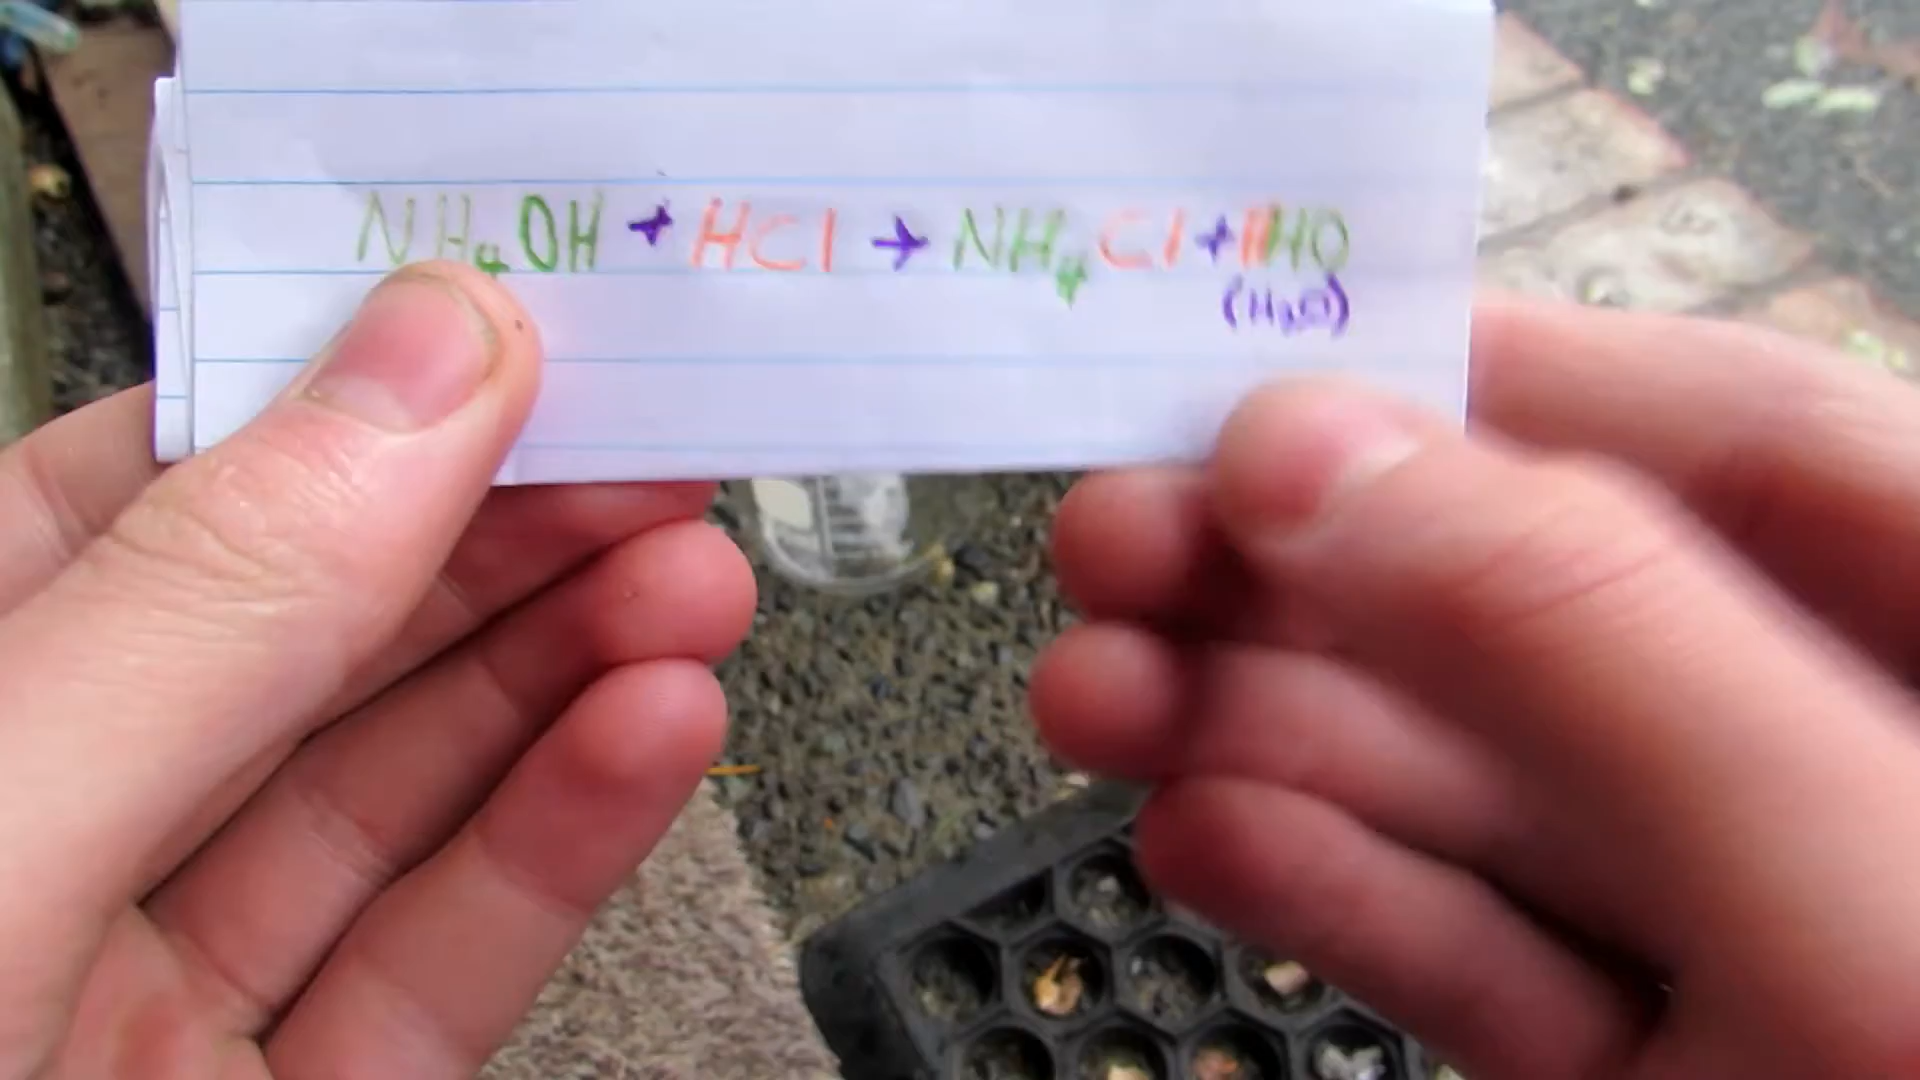 NH₄OH + HCl → NH₄Cl + HHO
(H₂O)